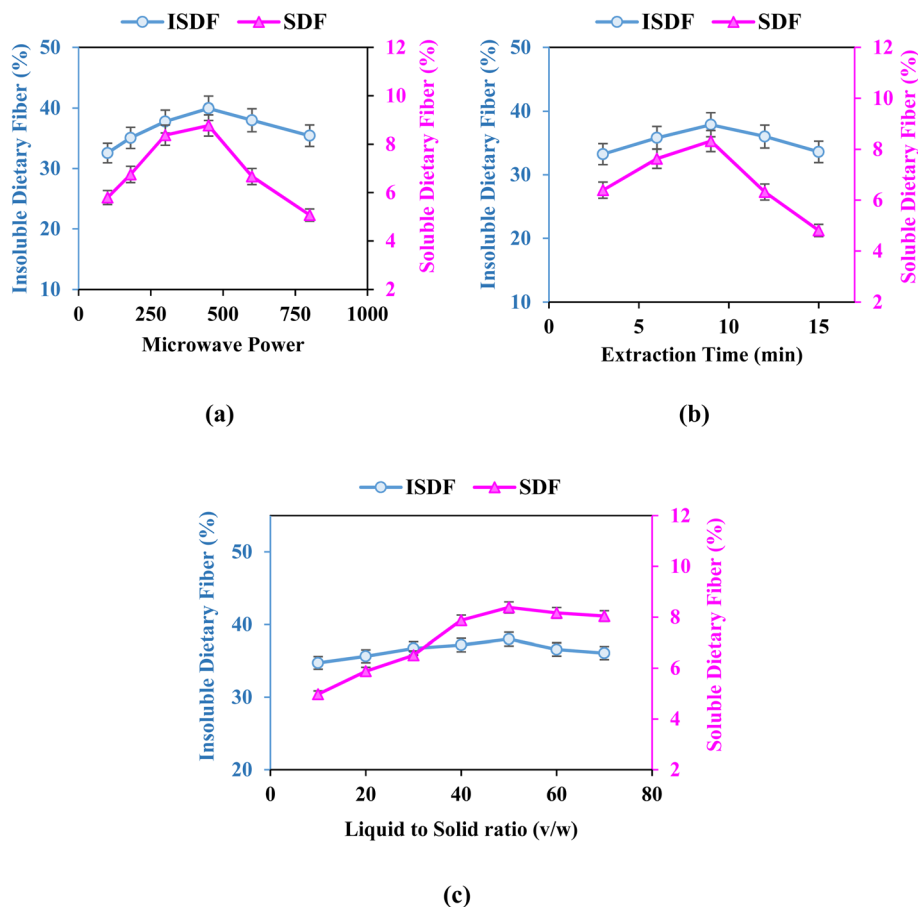 ISDF SDF
Insoluble Dietary Fiber (%)
50
40
30
20
10
Soluble Dietary Fiber (%)
12
10
8
6
4
2
0 250 500 750 1000
Microwave Power
(a)
ISDF SDF
Insoluble Dietary Fiber (%)
50
40
30
20
10
Soluble Dietary Fiber (%)
12
10
8
6
4
2
0 5 10 15
Extraction Time (min)
(b)
ISDF SDF
Insoluble Dietary Fiber (%)
50
40
30
20
Soluble Dietary Fiber (%)
12
10
8
6
4
2
0 20 40 60 80
Liquid to Solid ratio (v/w)
(c)